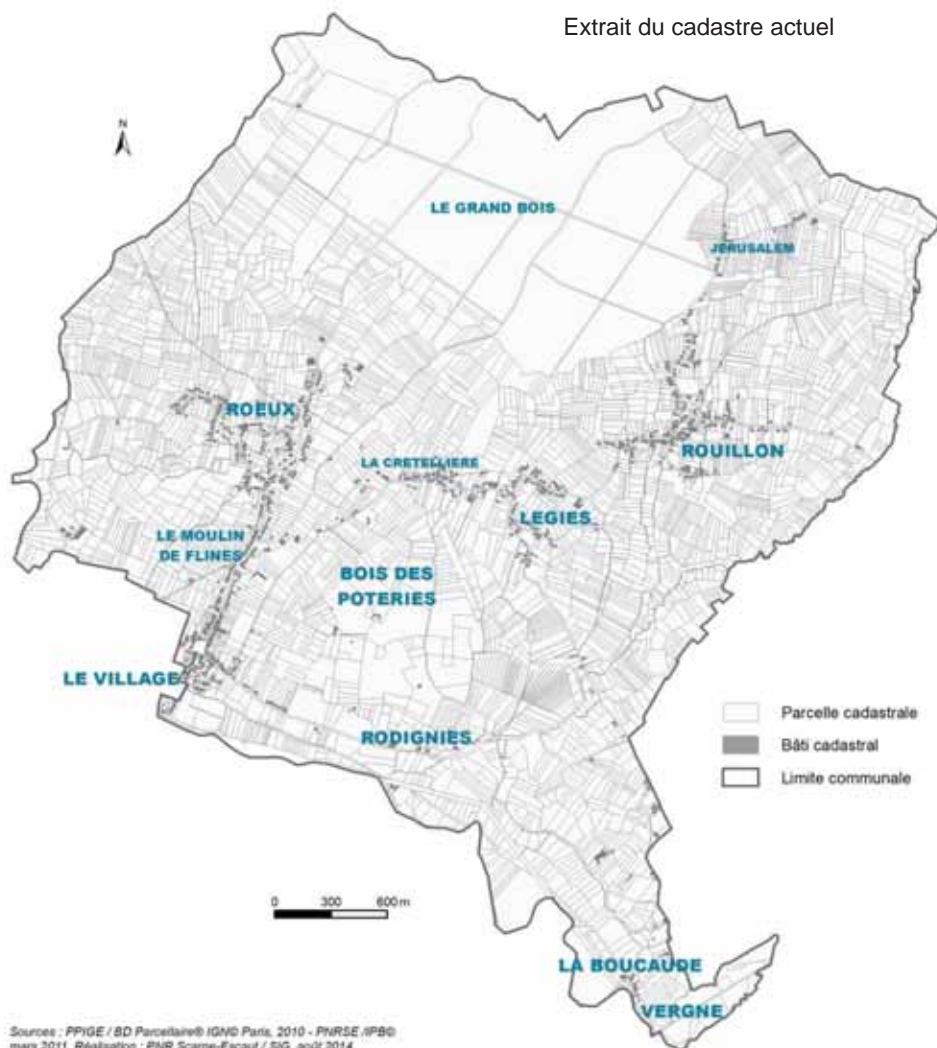 Extrait du cadastre actuel
N
LE GRAND BOIS
JERUSALEM
ROEUX
ROUILLON
LA CRETELLIERE
LEGIES
LE MOULIN
DE FLINES
BOIS DES
POTERIES
LE VILLAGE
RODIGNIES
Parcelle cadastrale
Bâti cadastral
Limite communale
0 300 600 m
LA BOUCAUDE
VERGNE
Sources : PPIGE / BD Parcellaire® IGN© Paris, 2010 - PNRSE /IPB©
mars 2011. Réalisation : PNR Scarpe-Escaut / SIG, août 2014